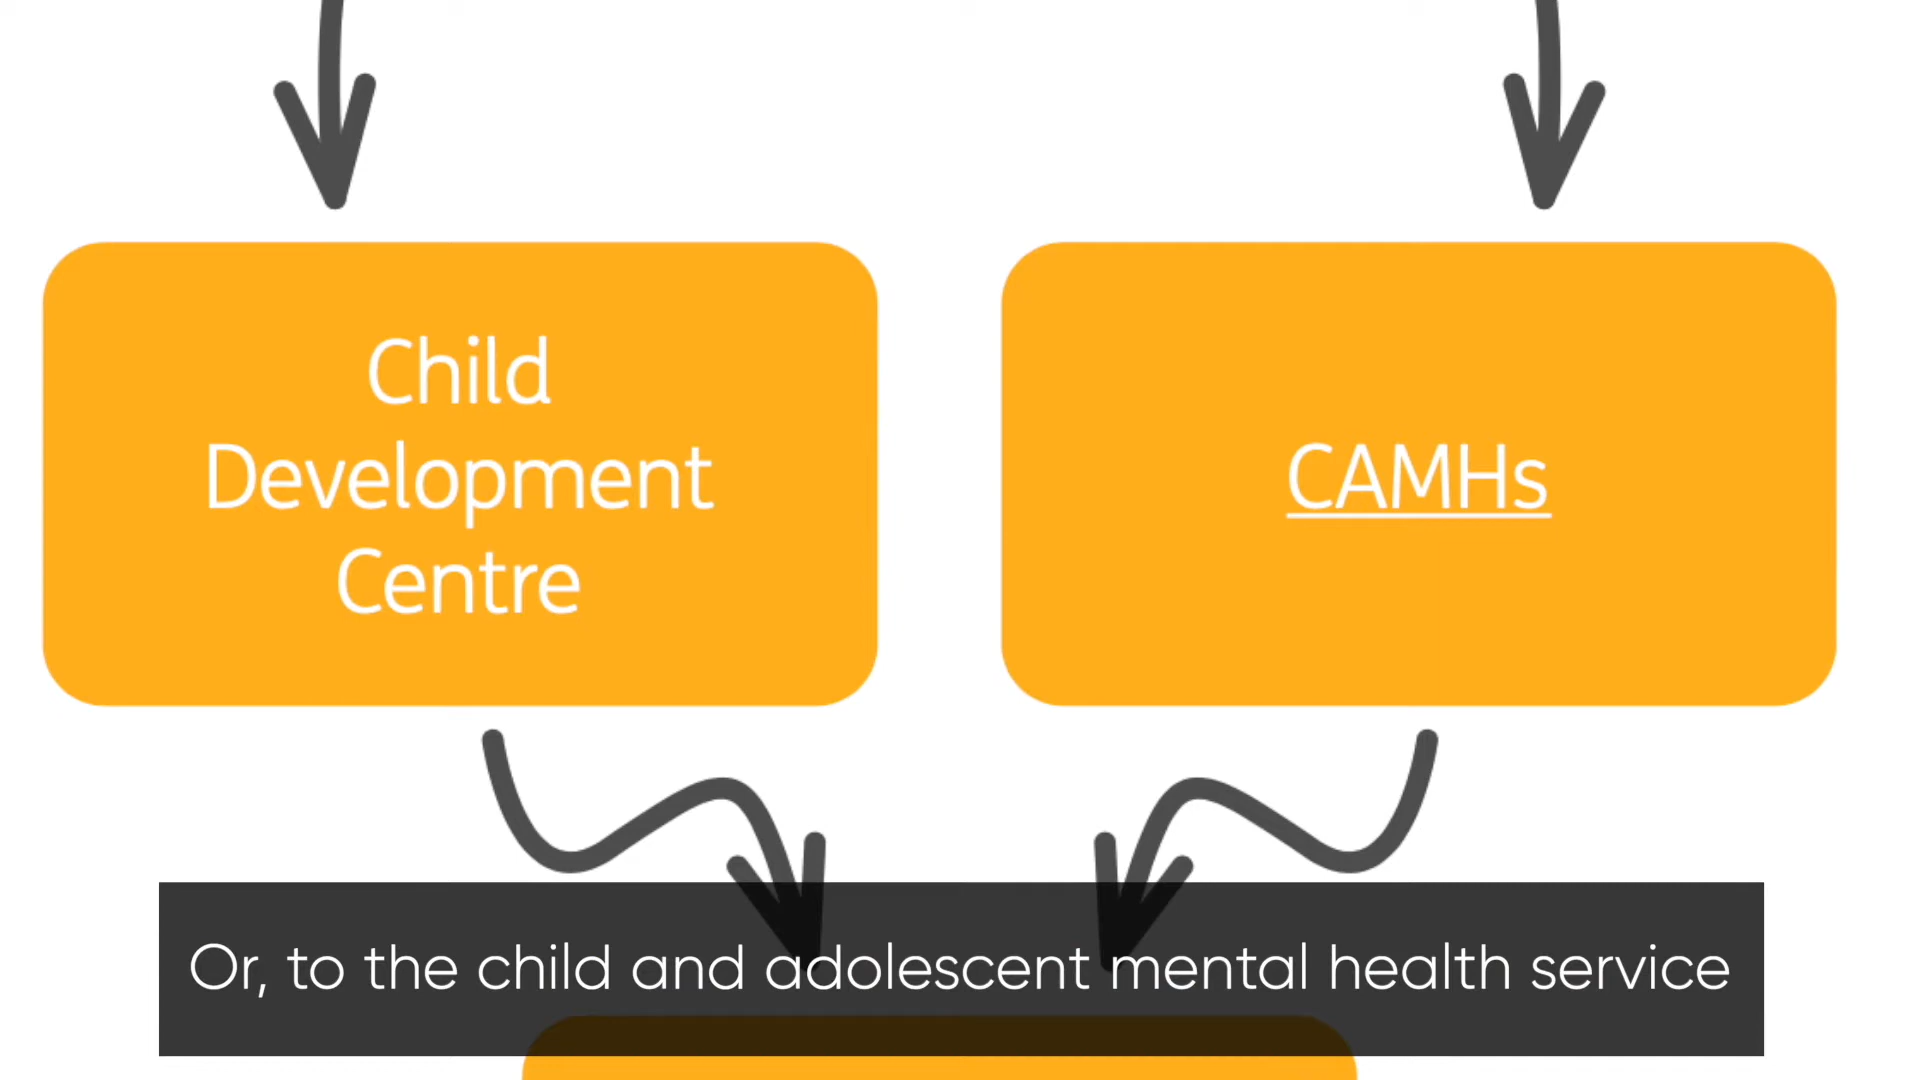 Child
Development
Centre
CAMHs
Or, to the child and adolescent mental health service